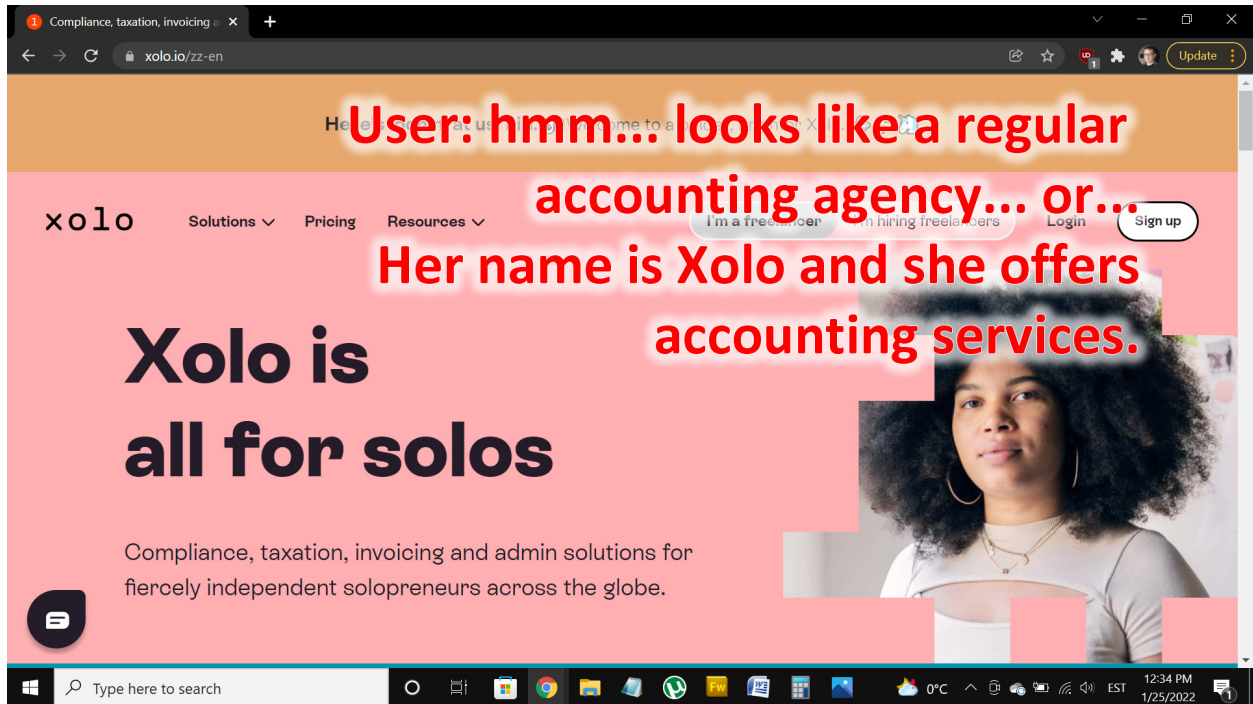 Compliance, taxation, invoicing a
xolo.io/zz-en
Update
User: hmm... looks like a regular
accounting agency... or...
Her name is Xolo and she offers
accounting services.
xolo
Solutions
Pricing
Resources
I'm a freelancer
I'm hiring freelancers
Login
Sign up
Xolo is
all for solos
Compliance, taxation, invoicing and admin solutions for
fiercely independent solopreneurs across the globe.
Type here to search
Fw
0°C
EST
12:34 PM
1/25/2022
1